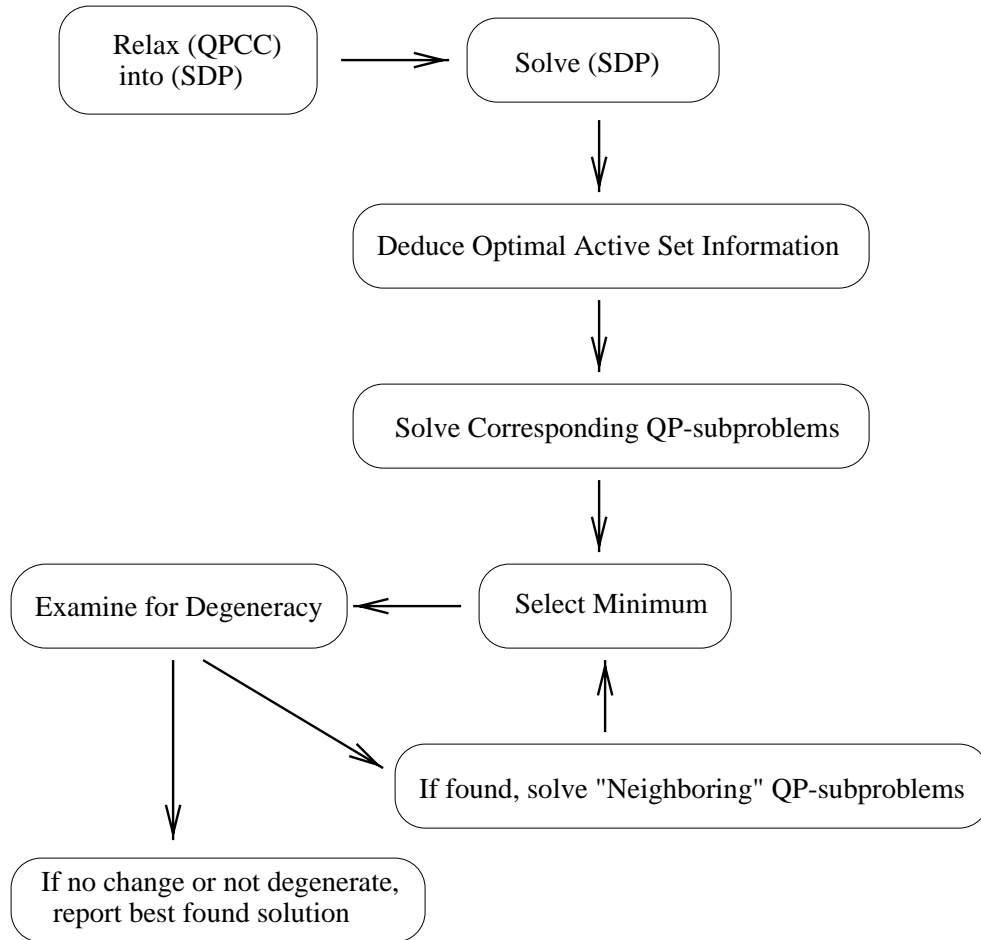 Relax (QPCC)
into (SDP)
Solve (SDP)
Deduce Optimal Active Set Information
Solve Corresponding QP-subproblems
Select Minimum
Examine for Degeneracy
If found, solve "Neighboring" QP-subproblems
If no change or not degenerate,
report best found solution